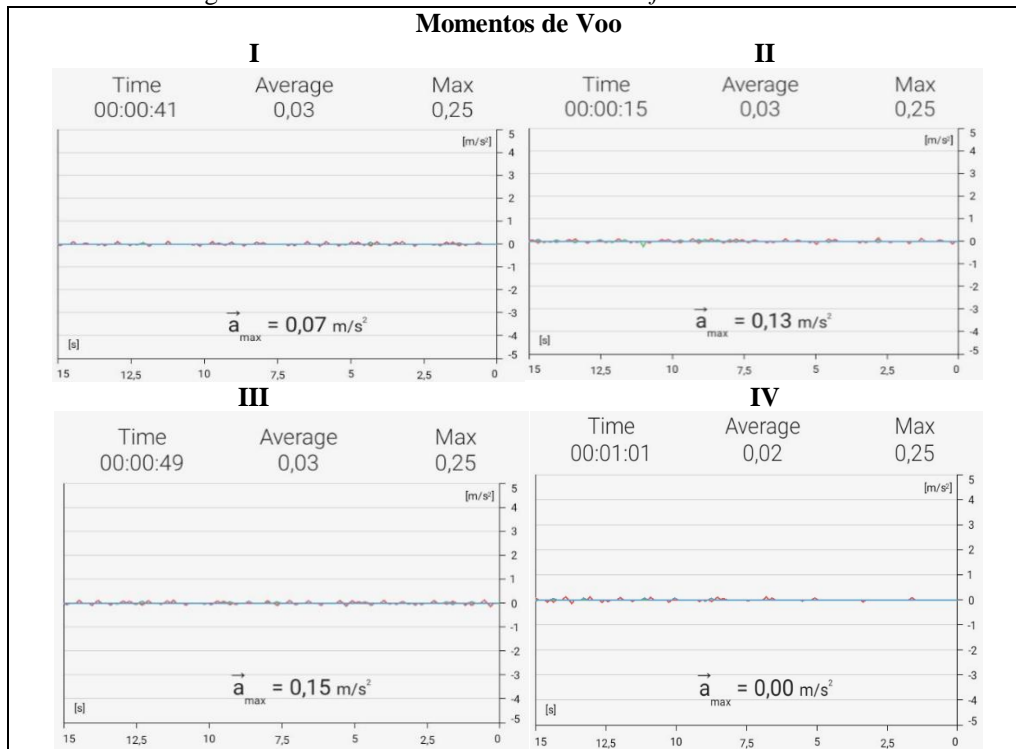 Momentos de Voo
I
Time Average Max
00:00:41 0,03 0,25
[m/s²]
5
4
3
2
1
0
-1
-2
-3
-4
-5
a max = 0,07 m/s²
[s]
15 12,5 10 7,5 5 2,5 0
II
Time Average Max
00:00:15 0,03 0,25
[m/s²]
5
4
3
2
1
0
-1
-2
-3
-4
-5
a max = 0,13 m/s²
[s]
15 12,5 10 7,5 5 2,5 0
III
Time Average Max
00:00:49 0,03 0,25
[m/s²]
5
4
3
2
1
0
-1
-2
-3
-4
-5
a max = 0,15 m/s²
[s]
15 12,5 10 7,5 5 2,5 0
IV
Time Average Max
00:01:01 0,02 0,25
[m/s²]
5
4
3
2
1
0
-1
-2
-3
-4
-5
a max = 0,00 m/s²
[s]
15 12,5 10 7,5 5 2,5 0